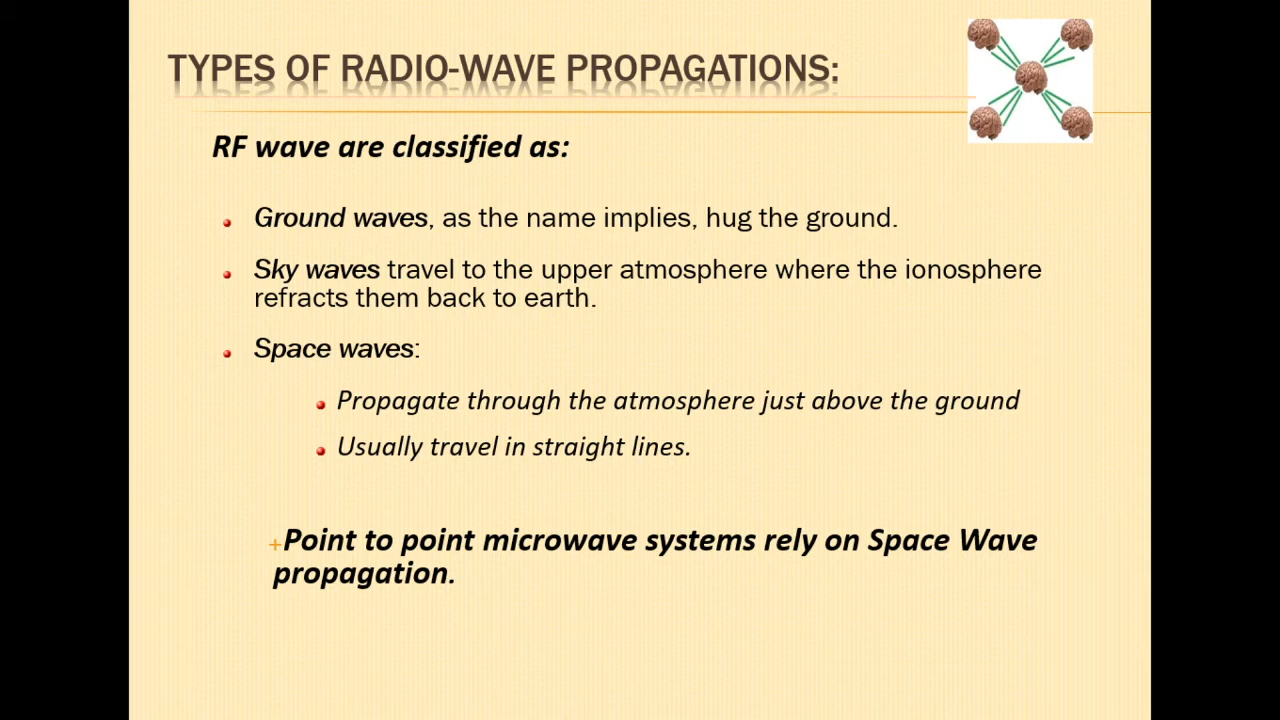 TYPES OF RADIO-WAVE PROPAGATIONS:
RF wave are classified as:
Ground waves, as the name implies, hug the ground.
Sky waves travel to the upper atmosphere where the ionosphere
refracts them back to earth.
Space waves:
Propagate through the atmosphere just above the ground
Usually travel in straight lines.
+Point to point microwave systems rely on Space Wave
propagation.